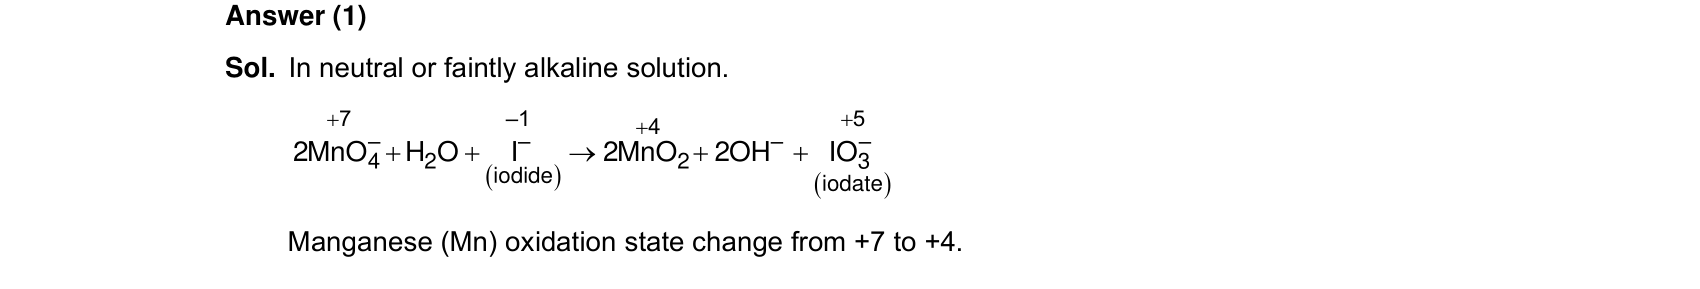 Answer (1)
Sol. In neutral or faintly alkaline solution.
+7 –1 +4 +5
2MnO₄⁻ + H₂O + I⁻ → 2MnO₂ + 2OH⁻ + IO₃⁻
(iodide) (iodate)
Manganese (Mn) oxidation state change from +7 to +4.